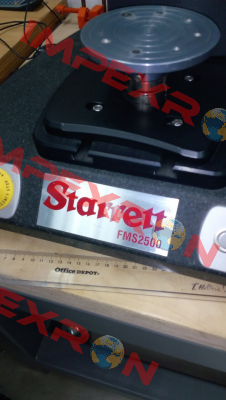 IMPEXRON
IMPEXRON
Starrett
FMS2500
Office DEPOT
IMPEXRON